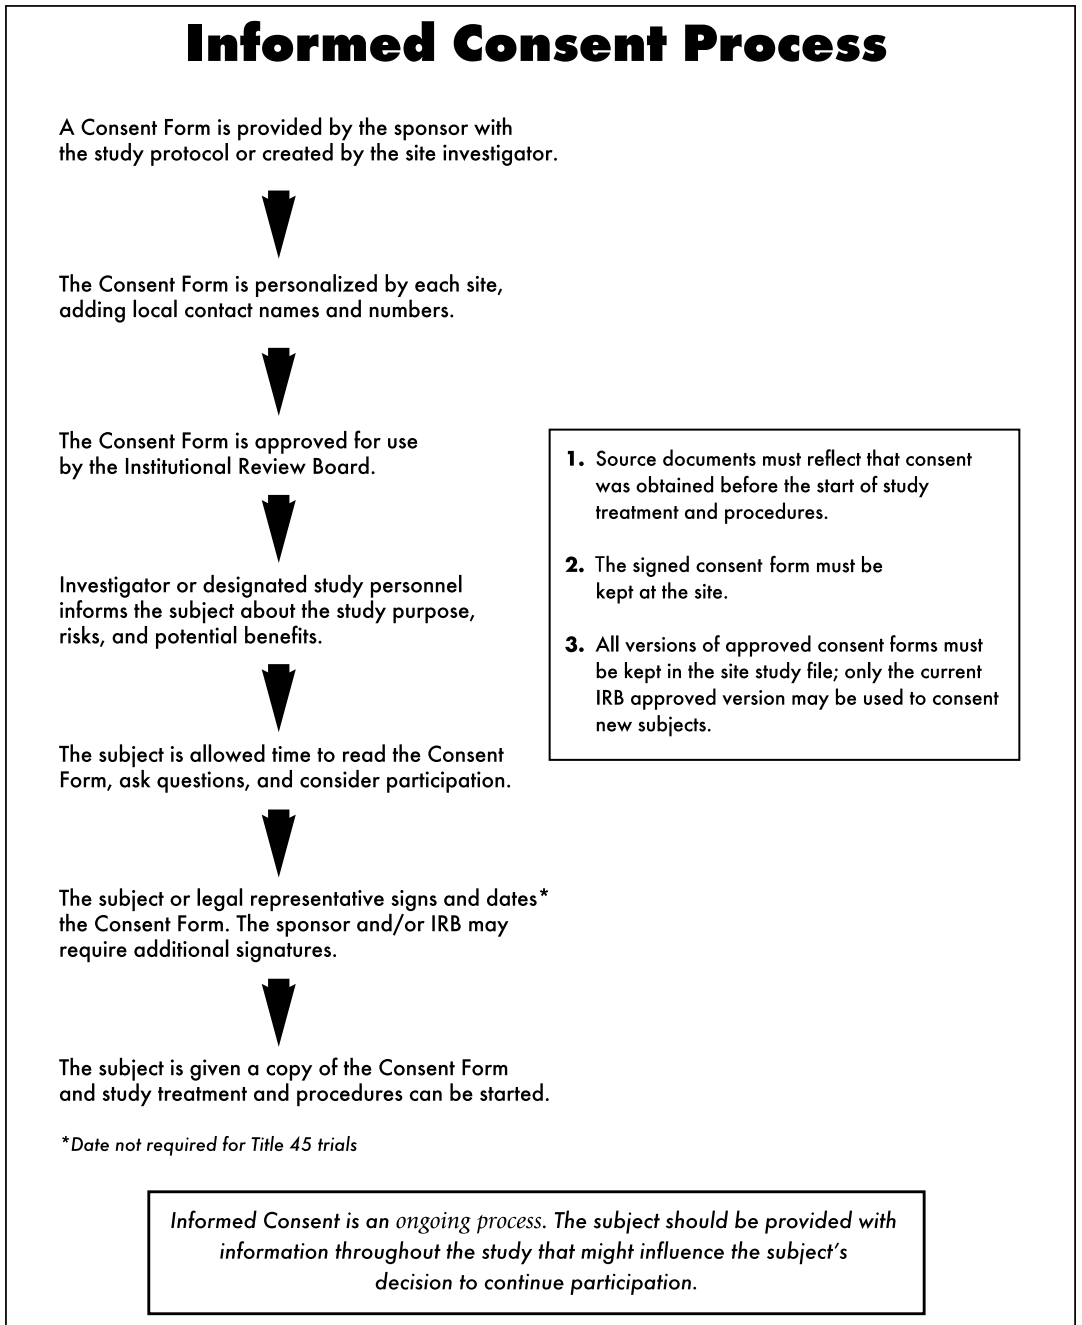 Informed Consent Process
A Consent Form is provided by the sponsor with
the study protocol or created by the site investigator.
The Consent Form is personalized by each site,
adding local contact names and numbers.
The Consent Form is approved for use
by the Institutional Review Board.
Investigator or designated study personnel
informs the subject about the study purpose,
risks, and potential benefits.
The subject is allowed time to read the Consent
Form, ask questions, and consider participation.
The subject or legal representative signs and dates*
the Consent Form. The sponsor and/or IRB may
require additional signatures.
The subject is given a copy of the Consent Form
and study treatment and procedures can be started.
*Date not required for Title 45 trials
1. Source documents must reflect that consent
was obtained before the start of study
treatment and procedures.
2. The signed consent form must be
kept at the site.
3. All versions of approved consent forms must
be kept in the site study file; only the current
IRB approved version may be used to consent
new subjects.
Informed Consent is an ongoing process. The subject should be provided with
information throughout the study that might influence the subject's
decision to continue participation.